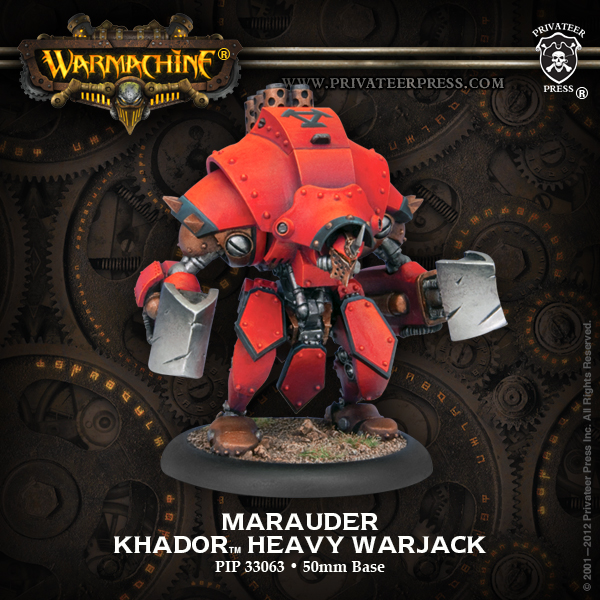 WARMACHINE®
PRIVATEER
PRESS®
WWW.PRIVATEERPRESS.COM
MARAUDER
KHADOR™ HEAVY WARJACK
PIP 33063 • 50mm Base
©2001–2012 Privateer Press Inc. All Rights Reserved.